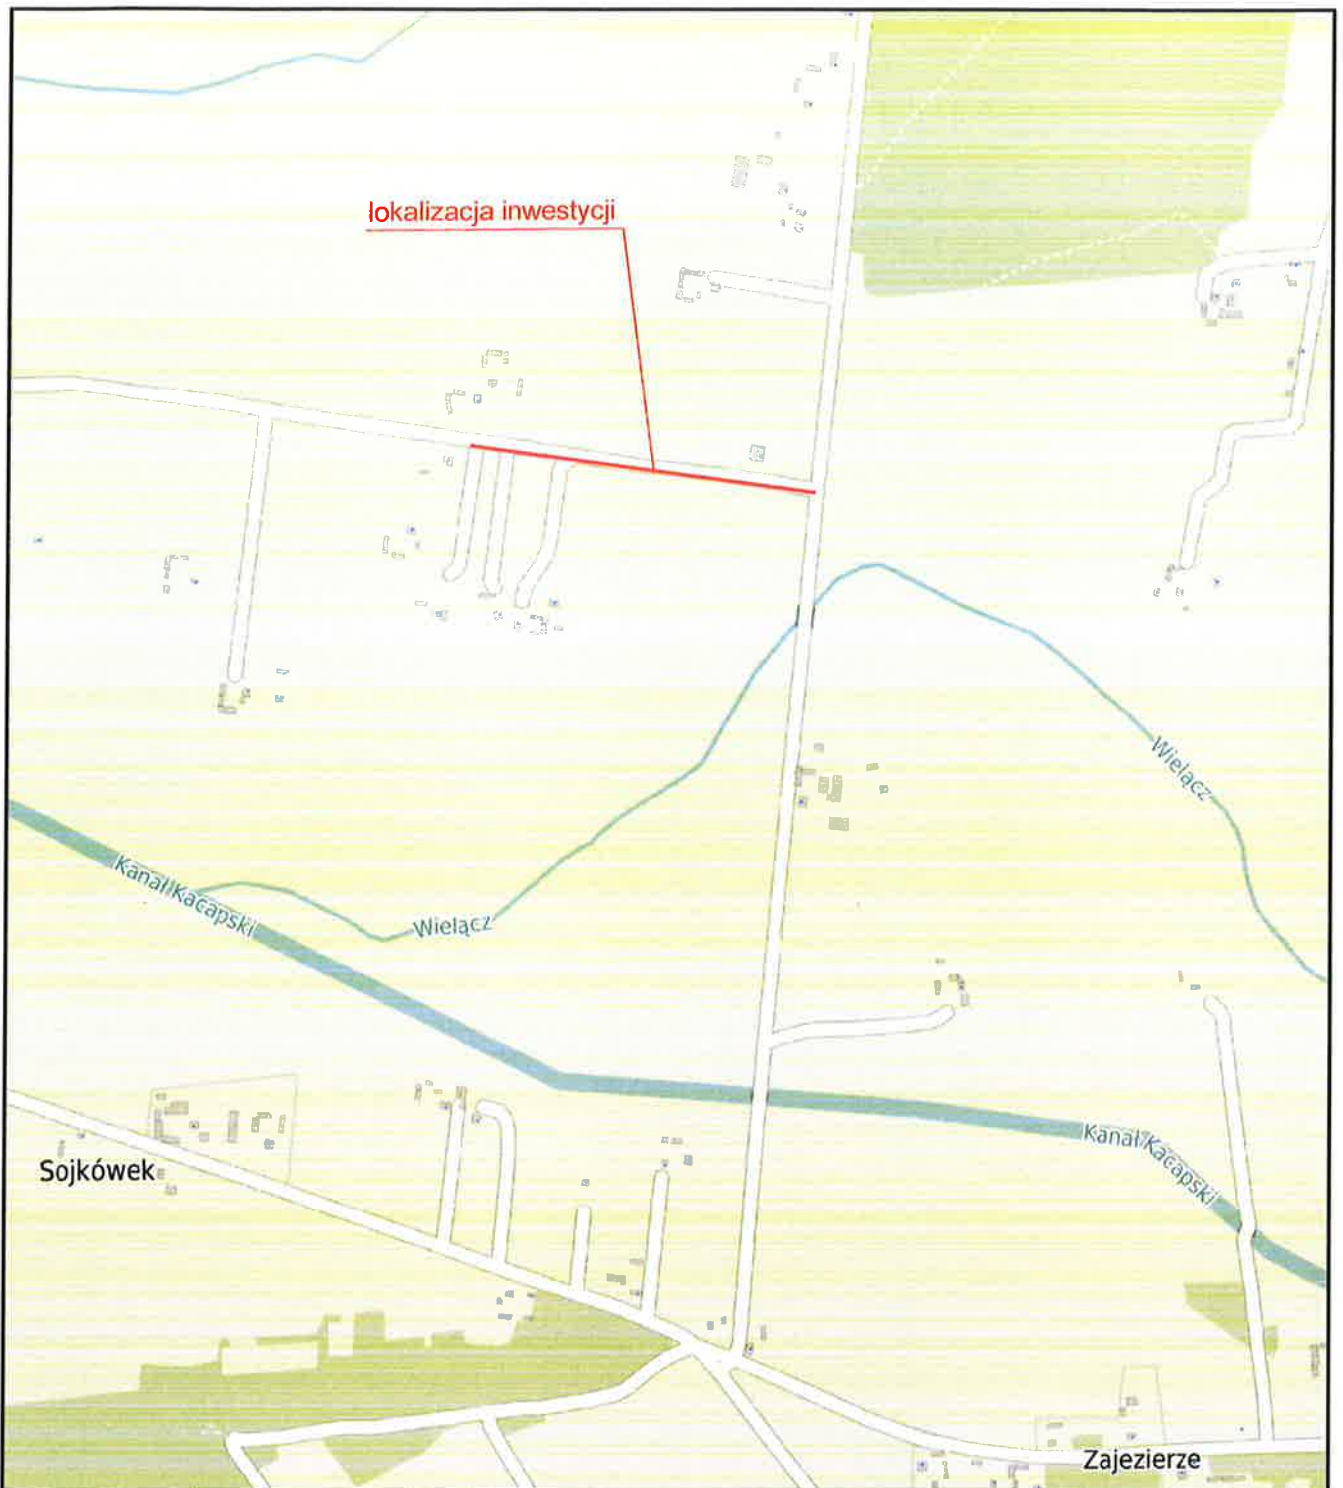 lokalizacja inwestycji
Wielącz
Kanał Kacapski
Wielącz
Kanał Kacapski
Sojkówek
Zajezierze